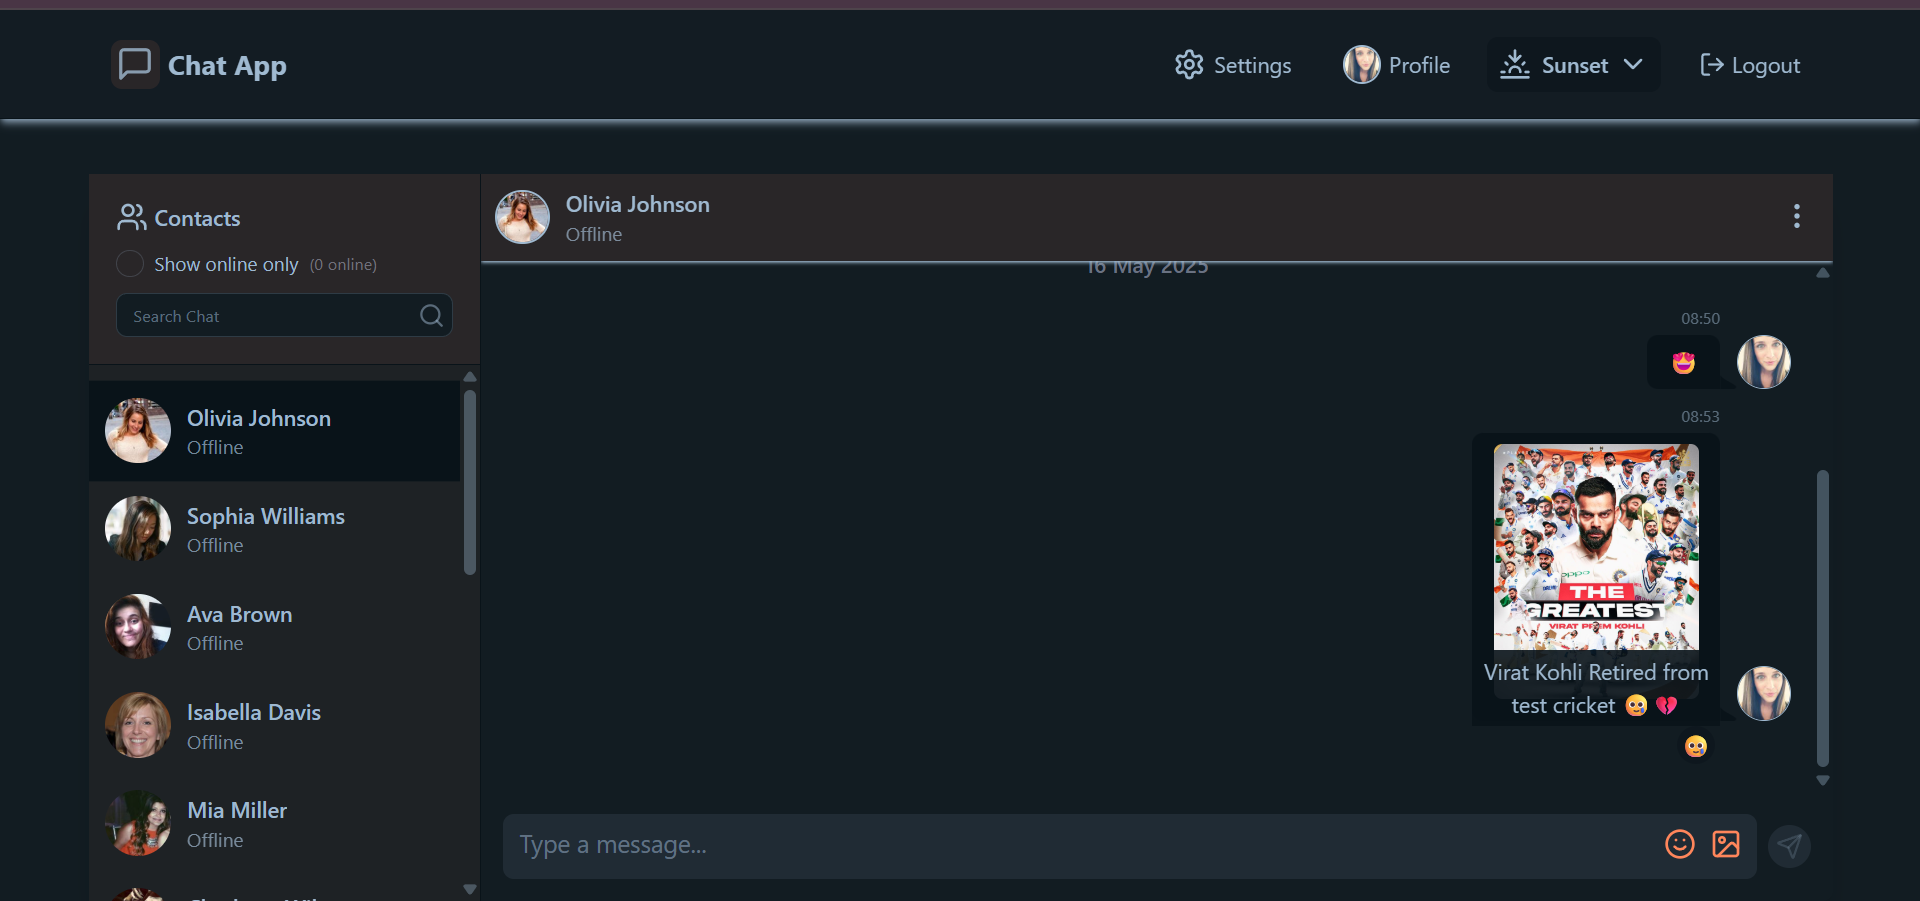 Chat App
Settings
Profile
Sunset
Logout
Contacts
Show online only (0 online)
Search Chat
Olivia Johnson
Offline
Sophia Williams
Offline
Ava Brown
Offline
Isabella Davis
Offline
Mia Miller
Offline
Olivia Johnson
Offline
16 May 2025
08:50
😍
08:53
oppo
THE
GREATEST
VIRAT PREM KOHLI
Virat Kohli Retired from
test cricket 🥲 💔
🥲
Type a message...